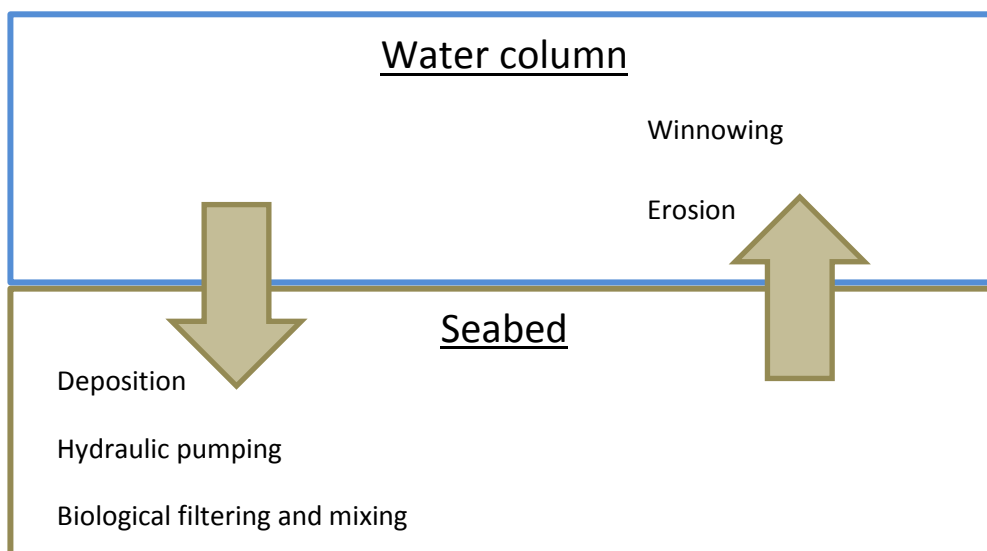 Water column
Winnowing
Erosion
Seabed
Deposition
Hydraulic pumping
Biological filtering and mixing